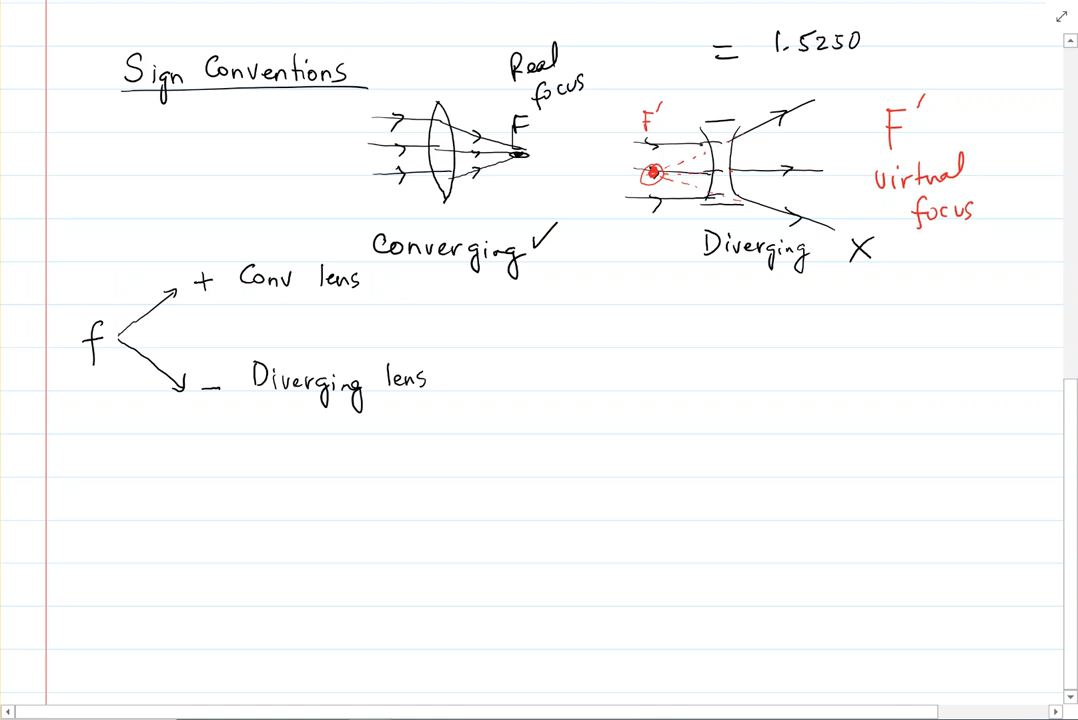 = 1.5250
Sign Conventions
Real
focus
F
F'
F'
virtual
focus
Converging ✓
Diverging X
f
+ Conv lens
- Diverging lens